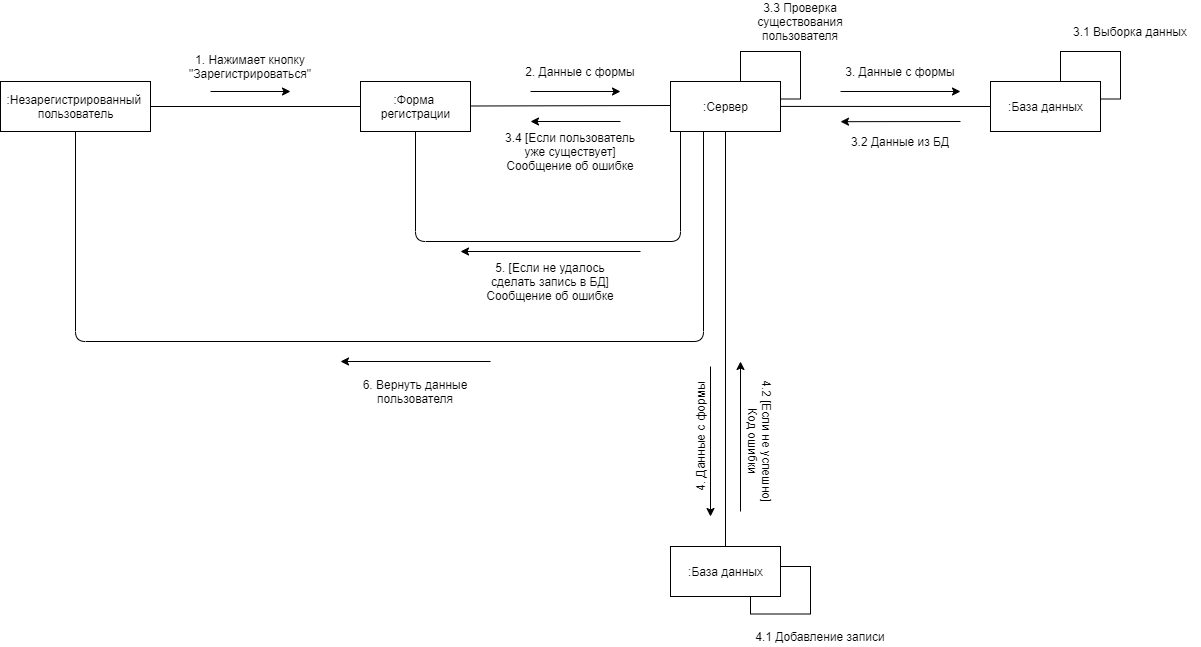 3.3 Проверка
существования
пользователя
3.1 Выборка данных
1. Нажимает кнопку
"Зарегистрироваться"
2. Данные с формы
3. Данные с формы
:Незарегистрированный
пользователь
:Форма
регистрации
:Сервер
:База данных
3.4 [Если пользователь
уже существует]
Сообщение об ошибке
3.2 Данные из БД
5. [Если не удалось
сделать запись в БД]
Сообщение об ошибке
6. Вернуть данные
пользователя
4. Данные с формы
4.2 [Если не успешно]
Код ошибки
:База данных
4.1 Добавление записи